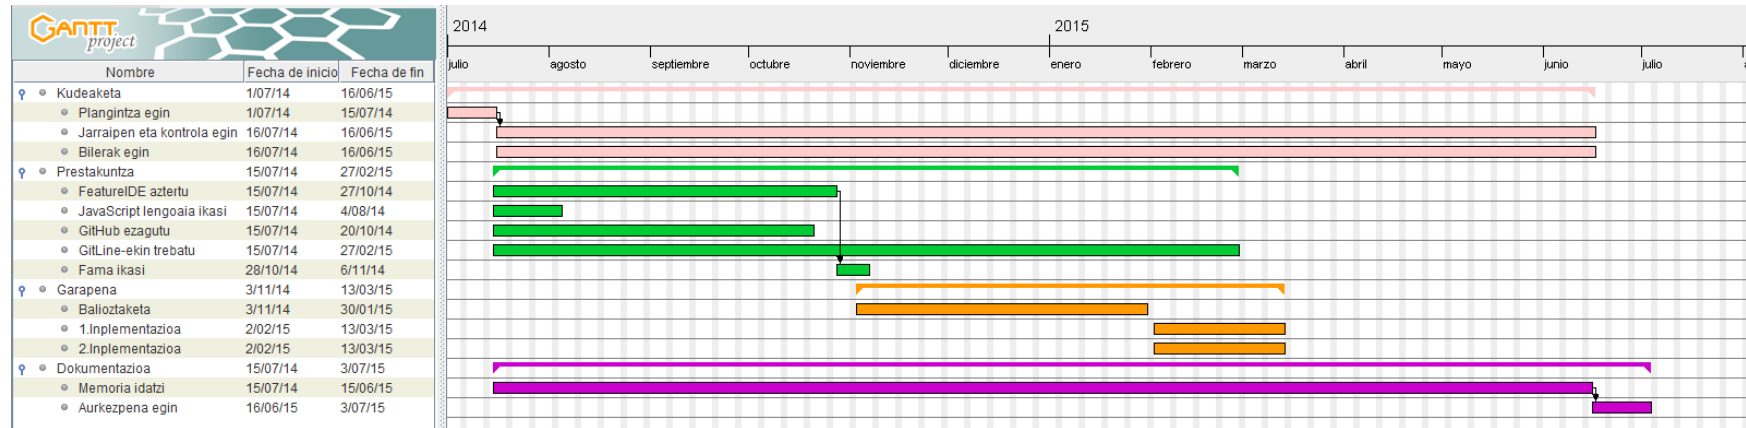 GANTT
project
2014 2015
julio agosto septiembre octubre noviembre diciembre enero febrero marzo abril mayo junio julio
Nombre Fecha de inicio Fecha de fin
Kudeaketa 1/07/14 16/06/15
Plangintza egin 1/07/14 15/07/14
Jarraipen eta kontrola egin 16/07/14 16/06/15
Bilerak egin 16/07/14 16/06/15
Prestakuntza 15/07/14 27/02/15
FeatureIDE aztertu 15/07/14 27/10/14
JavaScript lengoaia ikasi 15/07/14 4/08/14
GitHub ezagutu 15/07/14 20/10/14
GitLine-ekin trebatu 15/07/14 27/02/15
Fama ikasi 28/10/14 6/11/14
Garapena 3/11/14 13/03/15
Balioztaketa 3/11/14 30/01/15
1.Inplementazioa 2/02/15 13/03/15
2.Inplementazioa 2/02/15 13/03/15
Dokumentazioa 15/07/14 3/07/15
Memoria idatzi 15/07/14 15/06/15
Aurkezpena egin 16/06/15 3/07/15